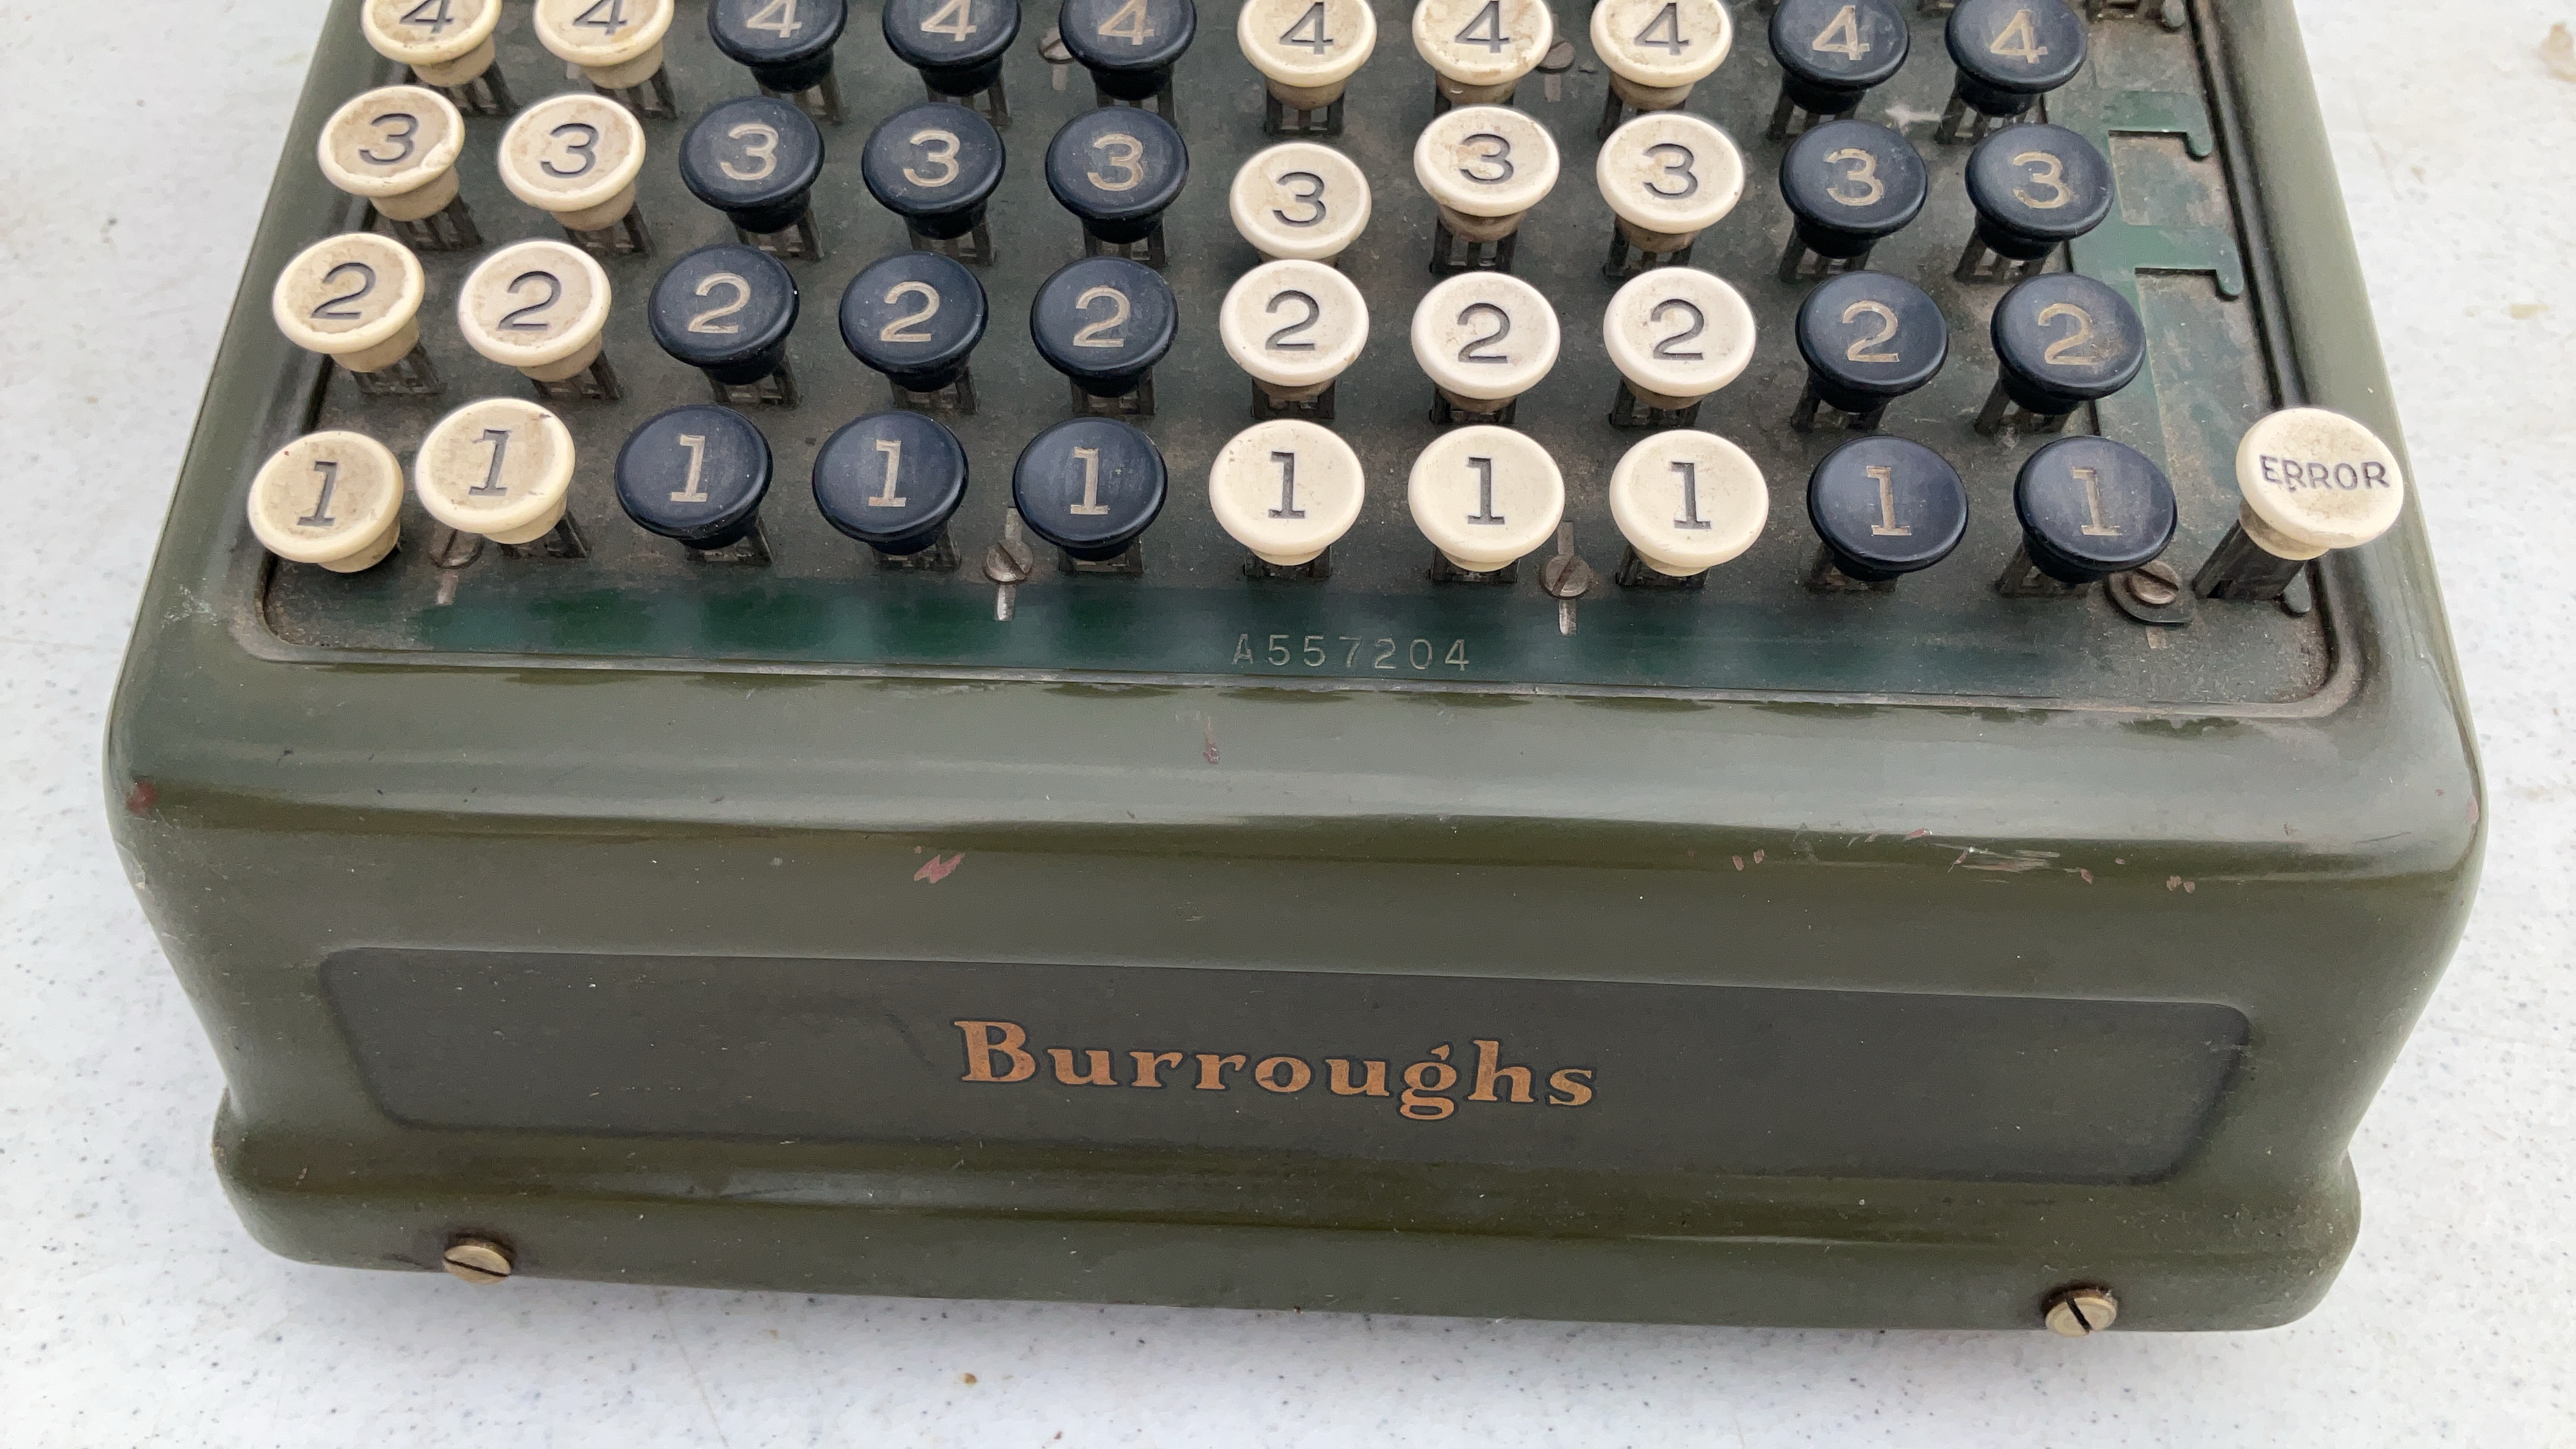 4 4 4 4 4 4 4 4 4 4
3 3 3 3 3 3 3 3 3 3
2 2 2 2 2 2 2 2 2 2
1 1 1 1 1 1 1 1 1 1 ERROR
A557204
Burroughs